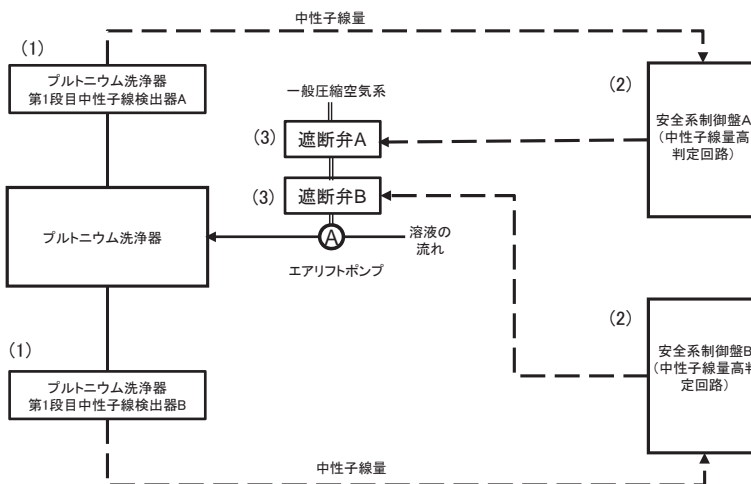 中性子線量
(1)
プルトニウム洗浄器
第1段目中性子線検出器A
一般圧縮空気系
(2)
(3)
遮断弁A
安全系制御盤A
(中性子線量高
判定回路)
(3)
遮断弁B
プルトニウム洗浄器
A
溶液の
流れ
エアリフトポンプ
(2)
(1)
安全系制御盤B
(中性子線量高判
定回路)
プルトニウム洗浄器
第1段目中性子線検出器B
中性子線量